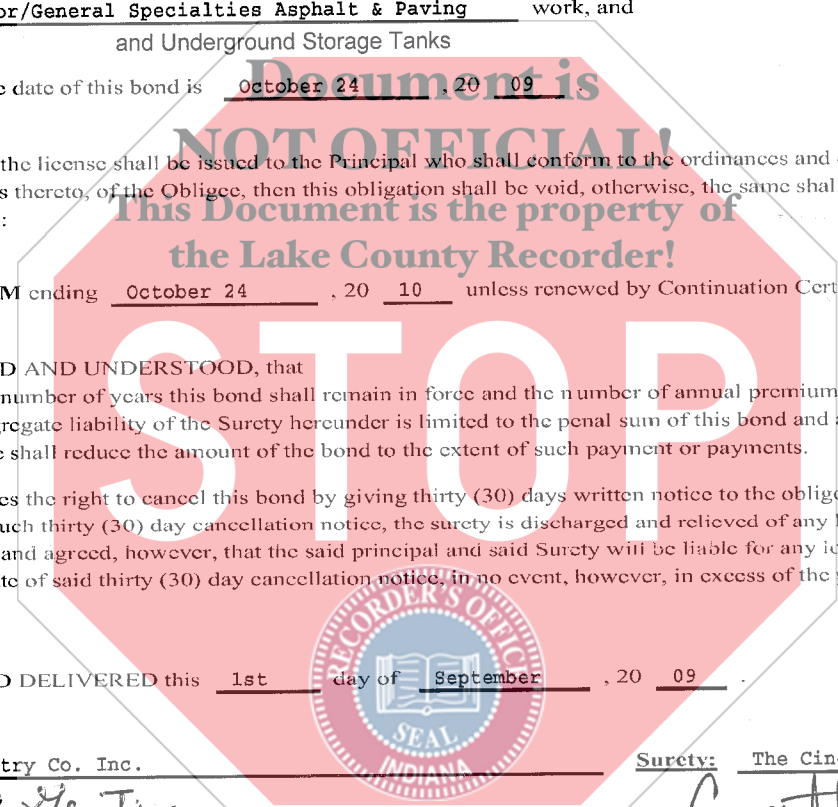 or/General Specialties Asphalt & Paving work, and
and Underground Storage Tanks
Document is
e date of this bond is October 24 , 20 09 .
NOT OFFICIAL!
the license shall be issued to the Principal who shall conform to the ordinances and
s thereto, of the Obligee, then this obligation shall be void, otherwise, the same shal
This Document is the property of
:
the Lake County Recorder!
M ending October 24 , 20 10 unless renewed by Continuation Cert
STOP
D AND UNDERSTOOD, that
number of years this bond shall remain in force and the number of annual premium
regate liability of the Surety hereunder is limited to the penal sum of this bond and a
e shall reduce the amount of the bond to the extent of such payment or payments.
es the right to cancel this bond by giving thirty (30) days written notice to the oblige
uch thirty (30) day cancellation notice, the surety is discharged and relieved of any l
and agreed, however, that the said principal and said Surety will be liable for any lo
te of said thirty (30) day cancellation notice, in no event, however, in excess of the
RECORDER'S OFFICE
D DELIVERED this 1st day of September , 20 09 .
SEAL
INDIANA
try Co. Inc. Surety: The Cin